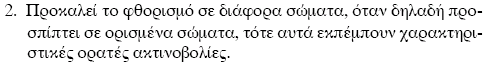 2. Προκαλεί το φθορισμό σε διάφορα σώματα, όταν δηλαδή προ-
σπίπτει σε ορισμένα σώματα, τότε αυτά εκπέμπουν χαρακτηρι-
στικές ορατές ακτινοβολίες.